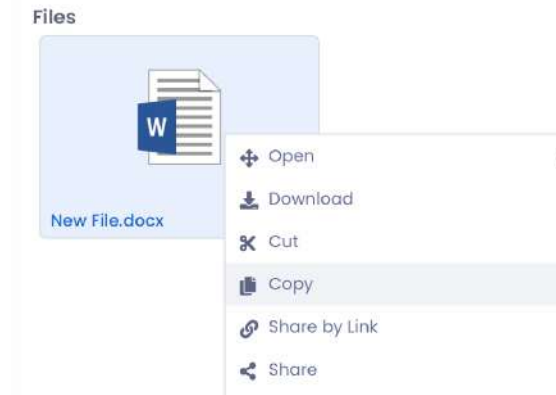 Files
W
New File.docx
Open
Download
Cut
Copy
Share by Link
Share